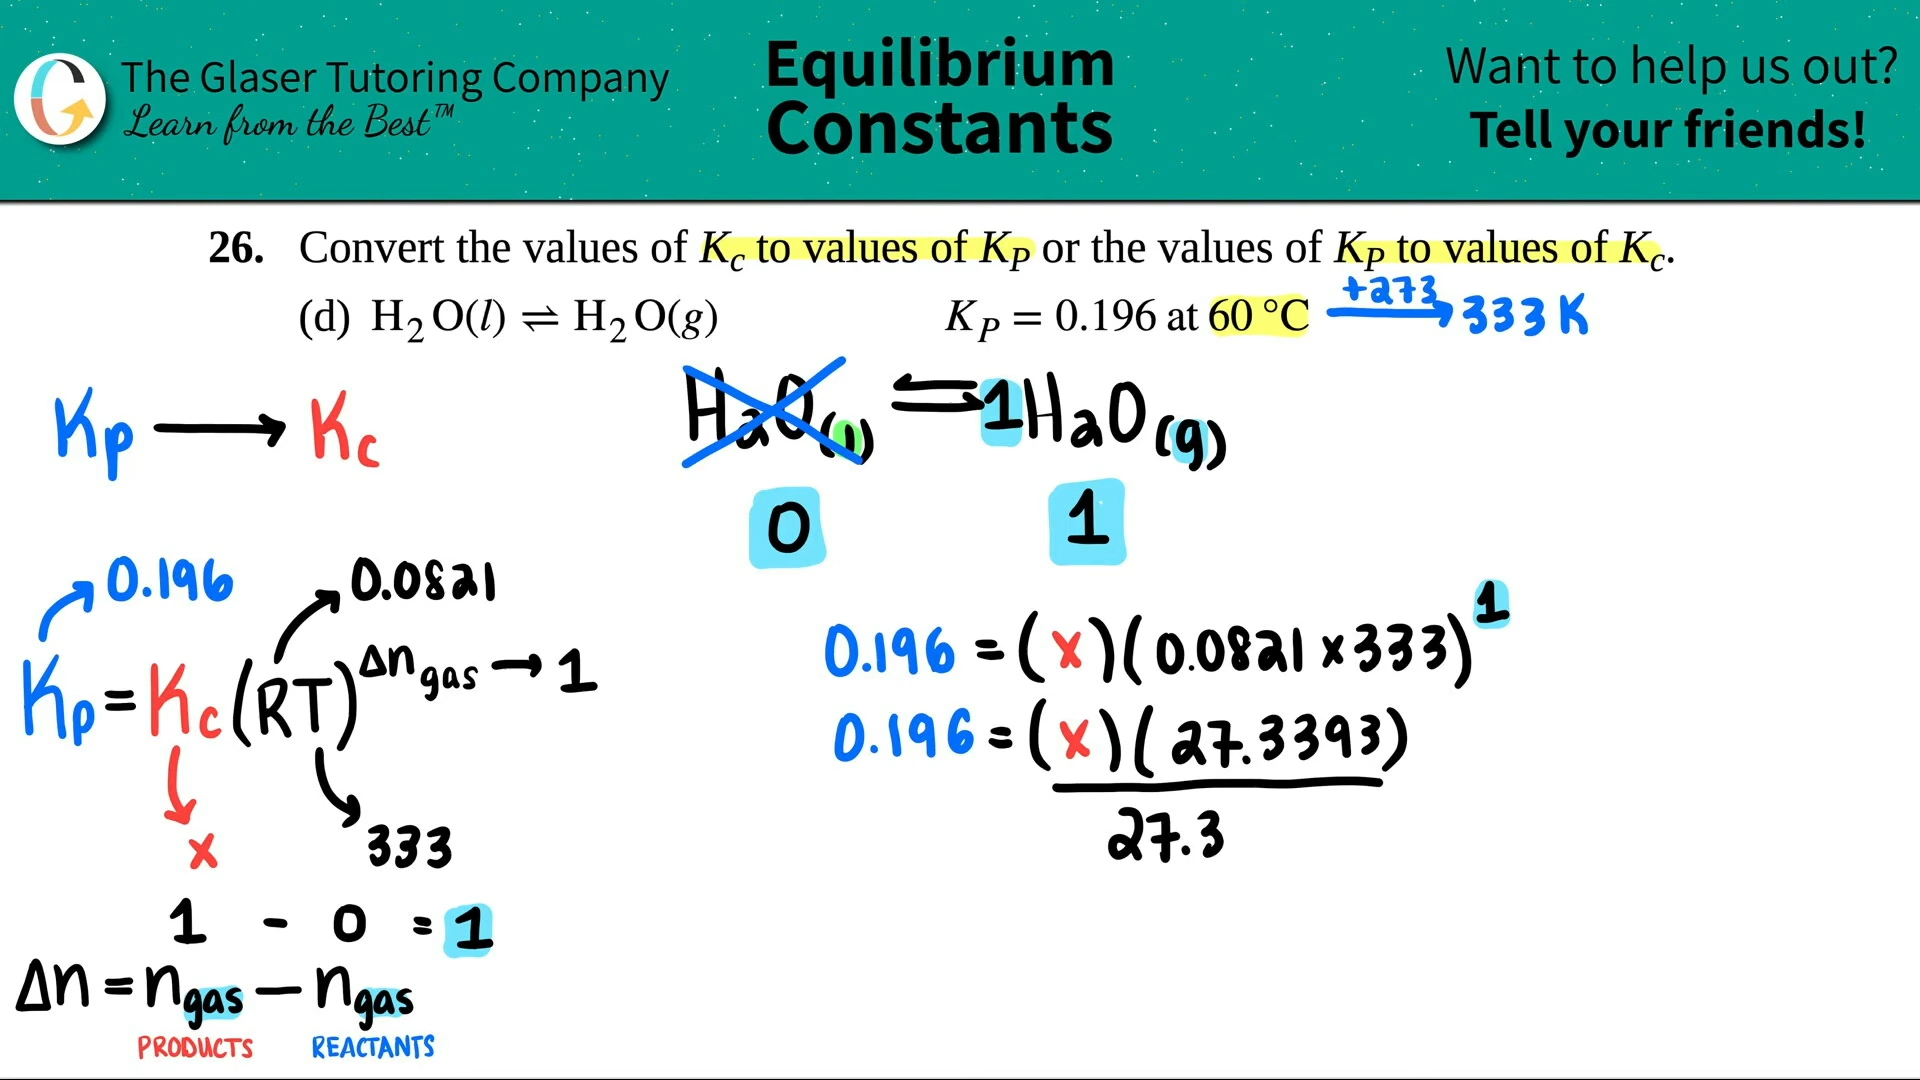 The Glaser Tutoring Company
Learn from the Best™
Equilibrium
Constants
Want to help us out?
Tell your friends!
26. Convert the values of Kc to values of KP or the values of KP to values of Kc.
(d) H2O(l) ⇌ H2O(g) KP = 0.196 at 60 °C +273 → 333 K
Kp → Kc
H2O(l) ⇌ 1H2O(g)
0 1
0.196 0.0821
Kp = Kc (RT)^Δn gas → 1
x 333
1 - 0 = 1
Δn = n gas — n gas
PRODUCTS REACTANTS
0.196 = (x)(0.0821 x 333)^1
0.196 = (x)(27.3393)
27.3